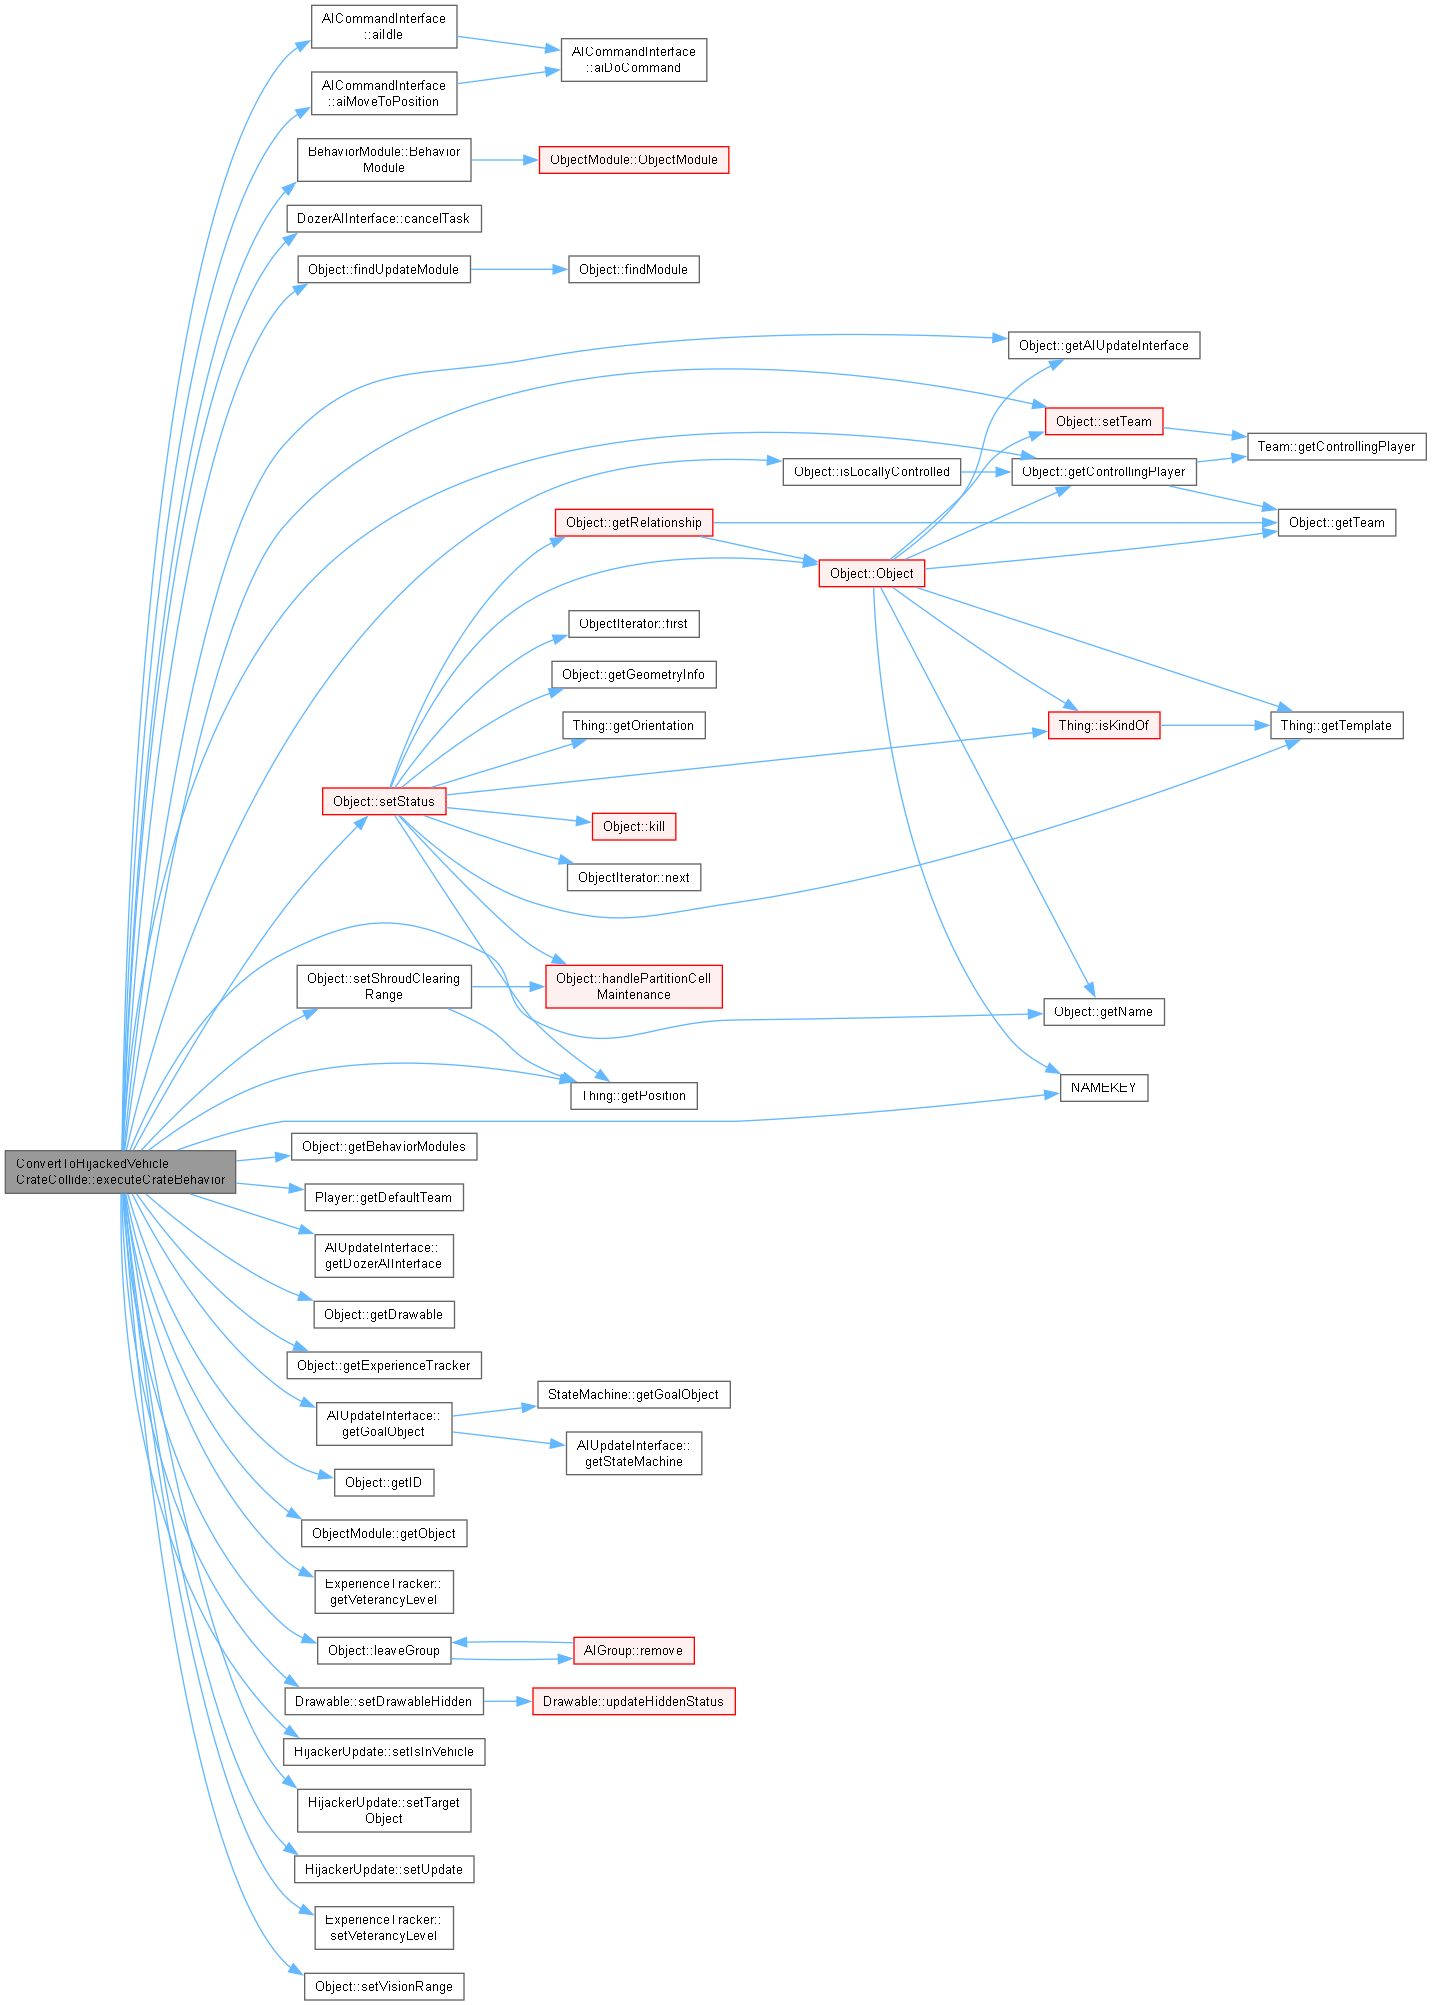 AICommandInterface
::aiIdle
AICommandInterface
::aiDoCommand
AICommandInterface
::aiMoveToPosition
BehaviorModule::Behavior
Module
ObjectModule::ObjectModule
DozerAIInterface::cancelTask
Object::findUpdateModule
Object::findModule
Object::getAIUpdateInterface
Object::setTeam
Team::getControllingPlayer
Object::isLocallyControlled
Object::getControllingPlayer
Object::getRelationship
Object::getTeam
Object::Object
ObjectIterator::first
Object::getGeometryInfo
Thing::getOrientation
Thing::isKindOf
Thing::getTemplate
Object::setStatus
Object::kill
ObjectIterator::next
Object::setShroudClearing
Range
Object::handlePartitionCell
Maintenance
Object::getName
Thing::getPosition
NAMEKEY
ConvertToHijackedVehicle
CrateCollide::executeCrateBehavior
Object::getBehaviorModules
Player::getDefaultTeam
AIUpdateInterface::
getDozerAIInterface
Object::getDrawable
Object::getExperienceTracker
AIUpdateInterface::
getGoalObject
StateMachine::getGoalObject
AIUpdateInterface::
getStateMachine
Object::getID
ObjectModule::getObject
ExperienceTracker::
getVeterancyLevel
Object::leaveGroup
AIGroup::remove
Drawable::setDrawableHidden
Drawable::updateHiddenStatus
HijackerUpdate::setIsInVehicle
HijackerUpdate::setTarget
Object
HijackerUpdate::setUpdate
ExperienceTracker::
setVeterancyLevel
Object::setVisionRange